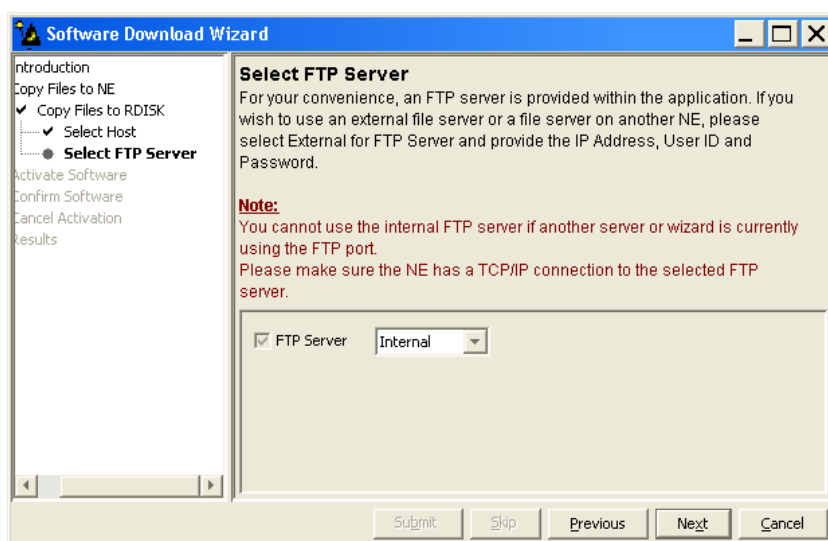 Software Download Wizard
ntroduction
Copy Files to NE
Copy Files to RDISK
Select Host
Select FTP Server
Activate Software
Confirm Software
Cancel Activation
Results
Select FTP Server
For your convenience, an FTP server is provided within the application. If you
wish to use an external file server or a file server on another NE, please
select External for FTP Server and provide the IP Address, User ID and
Password.
Note:
You cannot use the internal FTP server if another server or wizard is currently
using the FTP port.
Please make sure the NE has a TCP/IP connection to the selected FTP
server.
FTP Server Internal
Submit Skip Previous Next Cancel